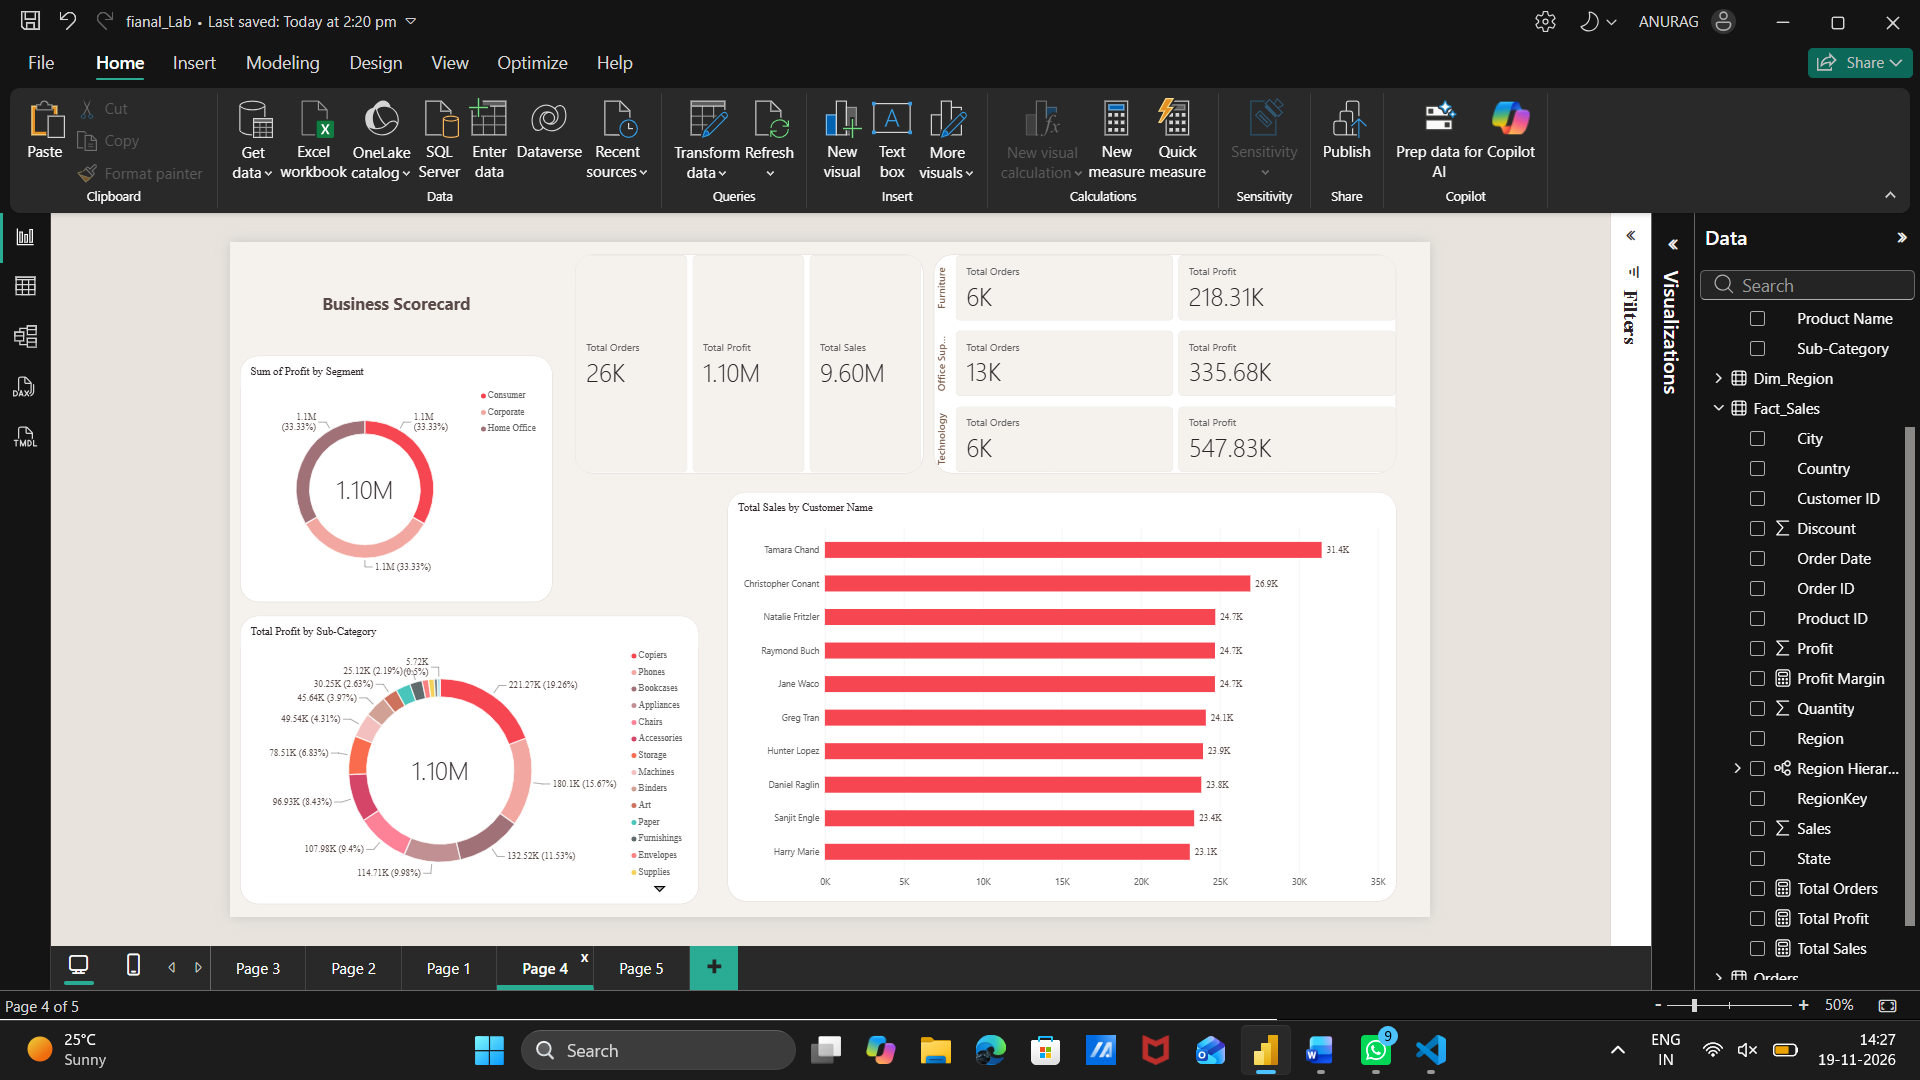 fianal_Lab • Last saved: Today at 2:20 pm
ANURAG
File Home Insert Modeling Design View Optimize Help
Share
Paste
Cut
Copy
Format painter
Clipboard
Get data
Excel workbook
OneLake catalog
SQL Server
Enter data
Dataverse
Recent sources
Data
Transform data
Refresh
Queries
New visual
Text box
More visuals
Insert
New visual calculation
New measure
Quick measure
Calculations
Sensitivity
Sensitivity
Publish
Share
Prep data for AI
Copilot
Copilot
DAX
TMDL
Business Scorecard
Sum of Profit by Segment
Consumer
Corporate
Home Office
1.1M (33.33%)
1.1M (33.33%)
1.10M
1.1M (33.33%)
Total Orders
26K
Total Profit
1.10M
Total Sales
9.60M
Furniture
Total Orders
6K
Total Profit
218.31K
Office Sup...
Total Orders
13K
Total Profit
335.68K
Technology
Total Orders
6K
Total Profit
547.83K
Total Profit by Sub-Category
5.72K (0.5%)
25.12K (2.19%)
30.25K (2.63%)
45.64K (3.97%)
49.54K (4.31%)
78.51K (6.83%)
96.93K (8.43%)
107.98K (9.4%)
114.71K (9.98%)
132.52K (11.53%)
180.1K (15.67%)
221.27K (19.26%)
1.10M
Copiers
Phones
Bookcases
Appliances
Chairs
Accessories
Storage
Machines
Binders
Art
Paper
Furnishings
Envelopes
Supplies
Total Sales by Customer Name
Tamara Chand 31.4K
Christopher Conant 26.9K
Natalie Fritzler 24.7K
Raymond Buch 24.7K
Jane Waco 24.7K
Greg Tran 24.1K
Hunter Lopez 23.9K
Daniel Raglin 23.8K
Sanjit Engle 23.4K
Harry Marie 23.1K
0K 5K 10K 15K 20K 25K 30K 35K
Filters
Visualizations
Data
Search
Product Name
Sub-Category
Dim_Region
Fact_Sales
City
Country
Customer ID
Discount
Order Date
Order ID
Product ID
Profit
Profit Margin
Quantity
Region
Region Hierar...
RegionKey
Sales
State
Total Orders
Total Profit
Total Sales
Orders
Page 3 Page 2 Page 1 Page 4 x Page 5 +
Page 4 of 5
- + 50%
25°C
Sunny
Search
9
ENG
IN
14:27
19-11-2026